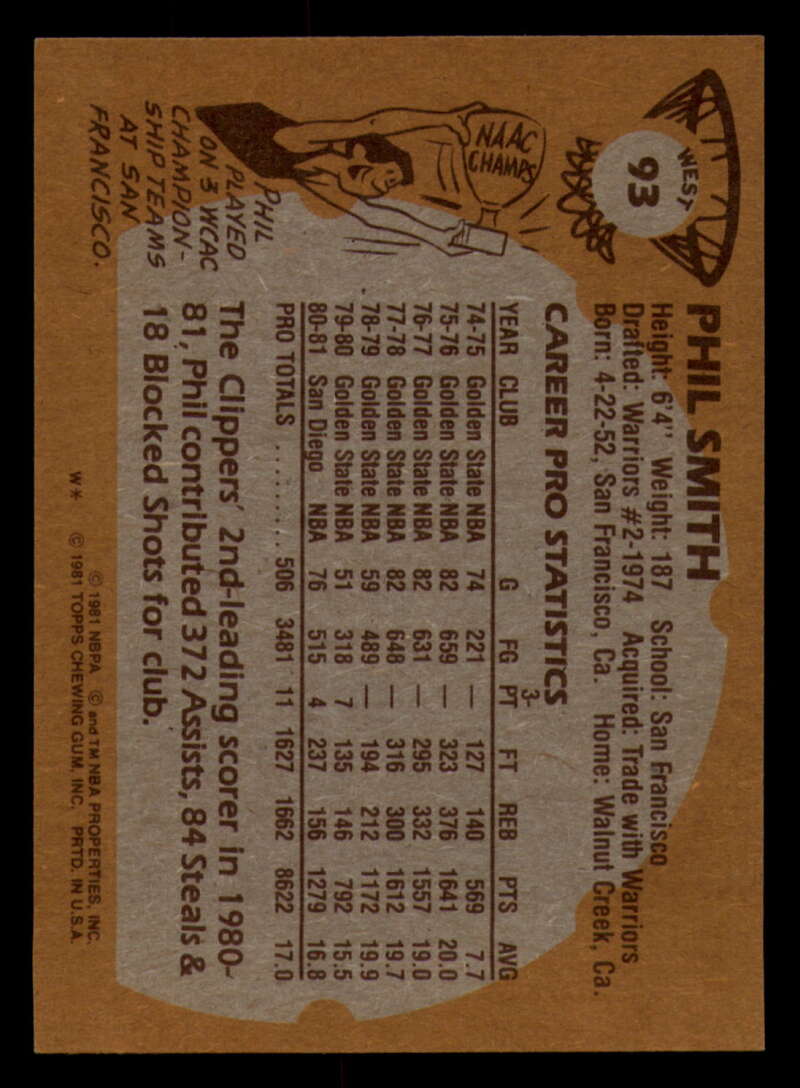 WEST
93
PHIL SMITH
Height: 6'4" Weight: 187 School: San Francisco
Drafted: Warriors #2-1974 Acquired: Trade with Warriors
Born: 4-22-52, San Francisco, Ca. Home: Walnut Creek, Ca.
NAAC
CHAMPS
PHIL
PLAYED
ON 3 WCAC
CHAMPION-
SHIP TEAMS
AT SAN
FRANCISCO.
CAREER PRO STATISTICS
3-
YEAR CLUB G FG PT FT REB PTS AVG
74-75 Golden State NBA 74 221 — 127 140 569 7.7
75-76 Golden State NBA 82 659 — 323 376 1641 20.0
76-77 Golden State NBA 82 631 — 295 332 1557 19.0
77-78 Golden State NBA 82 648 — 316 300 1612 19.7
78-79 Golden State NBA 59 489 — 194 212 1172 19.9
79-80 Golden State NBA 51 318 7 135 146 792 15.5
80-81 San Diego NBA 76 515 4 237 156 1279 16.8
PRO TOTALS ......... 506 3481 11 1627 1662 8622 17.0
The Clippers' 2nd-leading scorer in 1980-
81, Phil contributed 372 Assists, 84 Steals &
18 Blocked Shots for club.
© 1981 NBPA © and TM NBA PROPERTIES, INC.
W* © 1981 TOPPS CHEWING GUM, INC. PRTD. IN U.S.A.